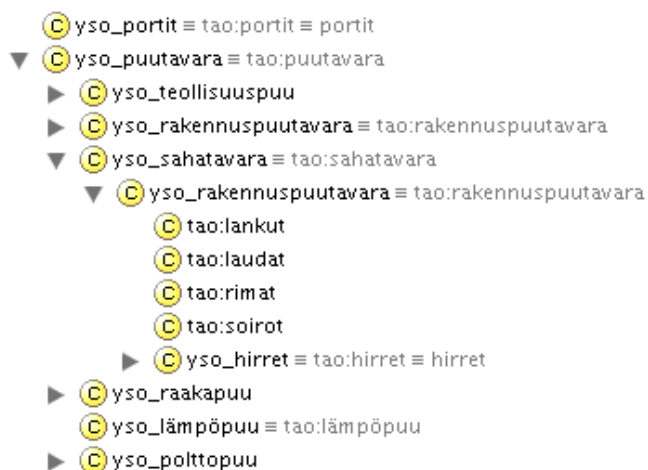 C yso_portit ≡ tao:portit ≡ portit
C yso_puutavara ≡ tao:puutavara
C yso_teollisuuspuu
C yso_rakennuspuutavara ≡ tao:rakennuspuutavara
C yso_sahatavara ≡ tao:sahatavara
C yso_rakennuspuutavara ≡ tao:rakennuspuutavara
C tao:lankut
C tao:laudat
C tao:rimat
C tao:soirot
C yso_hirret ≡ tao:hirret ≡ hirret
C yso_raakapuu
C yso_lämpöpuu ≡ tao:lämpöpuu
C yso_polttopuu